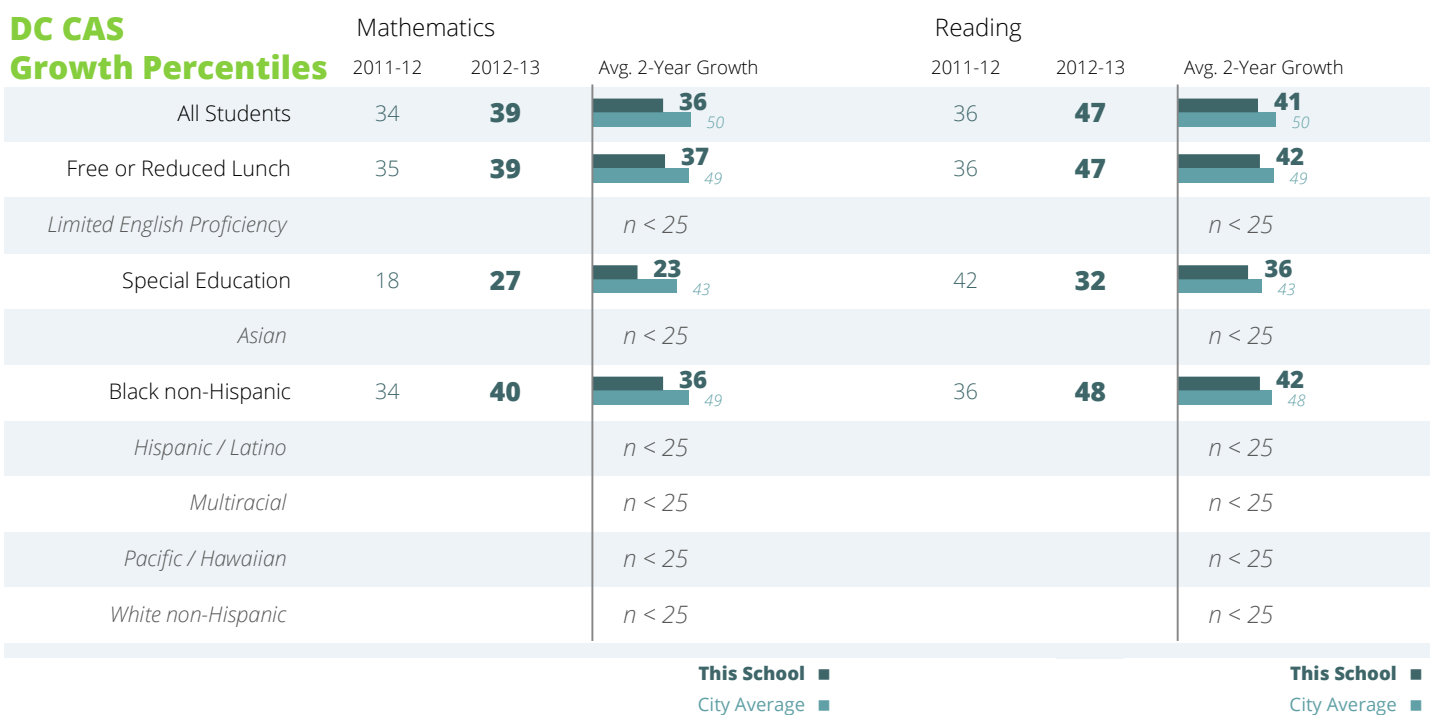 DC CAS
Growth Percentiles
Mathematics Reading
2011-12 2012-13 Avg. 2-Year Growth 2011-12 2012-13 Avg. 2-Year Growth
All Students 34 39 36 50 36 47 41 50
Free or Reduced Lunch 35 39 37 49 36 47 42 49
Limited English Proficiency n < 25 n < 25
Special Education 18 27 23 43 42 32 36 43
Asian n < 25 n < 25
Black non-Hispanic 34 40 36 49 36 48 42 48
Hispanic / Latino n < 25 n < 25
Multiracial n < 25 n < 25
Pacific / Hawaiian n < 25 n < 25
White non-Hispanic n < 25 n < 25
This School This School
City Average City Average